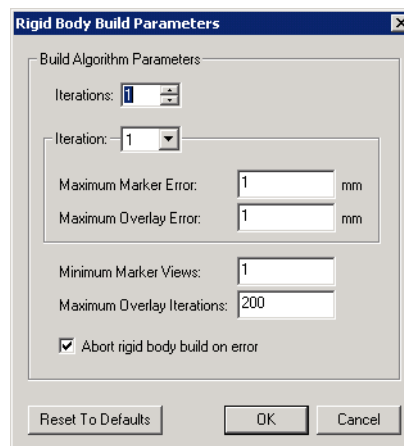 Rigid Body Build Parameters
Build Algorithm Parameters
Iterations: 1
Iteration: 1
Maximum Marker Error: 1 mm
Maximum Overlay Error: 1 mm
Minimum Marker Views: 1
Maximum Overlay Iterations: 200
Abort rigid body build on error
Reset To Defaults OK Cancel